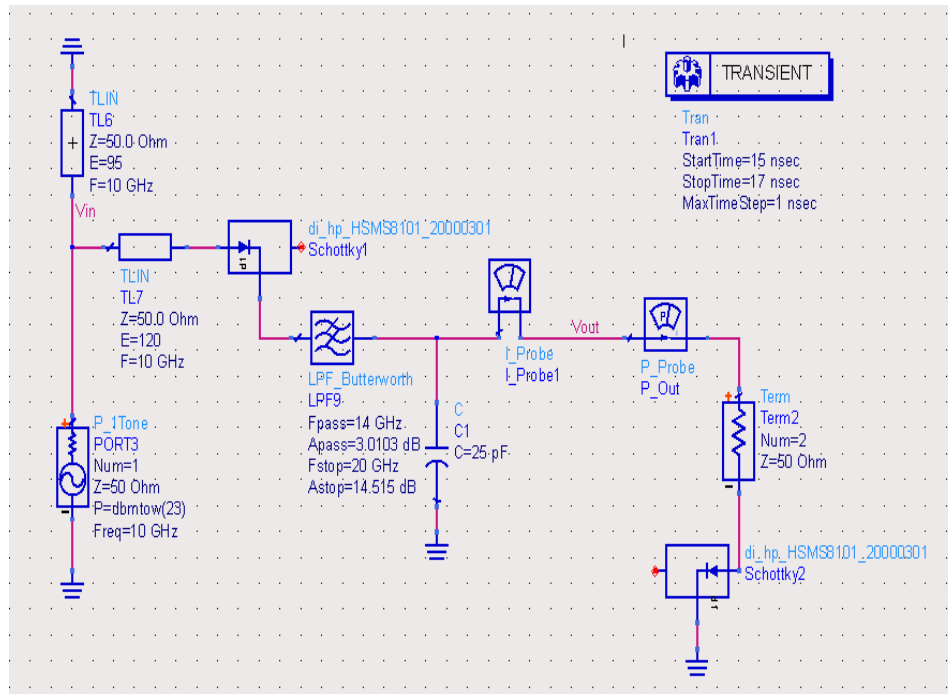 TRANSIENT
Tran
Tran1
StartTime=15 nsec
StopTime=17 nsec
MaxTimeStep=1 nsec
TLIN
TL6
Z=50.0 Ohm
E=95
F=10 GHz
Vin
di_hp_HSMS8101_20000301
Schottky1
TLIN
TL7
Z=50.0 Ohm
E=120
F=10 GHz
LPF_Butterworth
LPF9
Fpass=14 GHz
Apass=3.0103 dB
Fstop=20 GHz
Astop=14.515 dB
C
C1
C=25 pF
I_Probe
I_Probe1
Vout
P_Probe
P_Out
Term
Term2
Num=2
Z=50 Ohm
P_1Tone
PORT3
Num=1
Z=50 Ohm
P=dbmtow(23)
Freq=10 GHz
di_hp_HSMS8101_20000301
Schottky2